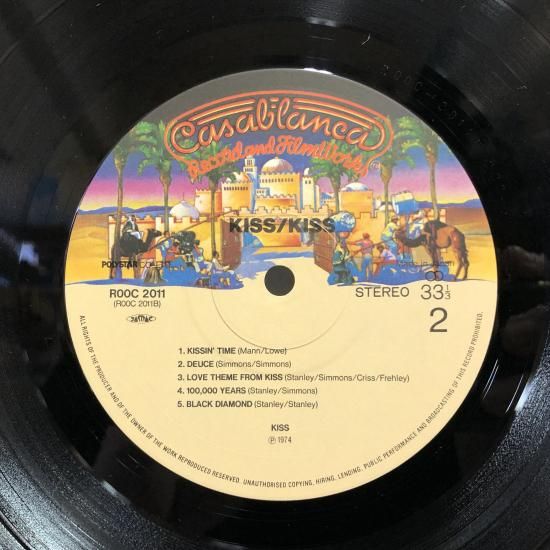 Casablanca
Record and FilmWorks
KISS/KISS
POLYSTAR
R00C 2011
(R00C 2011B)
JASRAC
STEREO 33 1/3
2
1. KISSIN' TIME (Mann/Lowe)
2. DEUCE (Simmons/Simmons)
3. LOVE THEME FROM KISS (Stanley/Simmons/Criss/Frehley)
4. 100,000 YEARS (Stanley/Simmons)
5. BLACK DIAMOND (Stanley/Stanley)
KISS
℗ 1974
ALL RIGHTS OF THE PRODUCER AND OF THE OWNER OF THE WORK REPRODUCED RESERVED. UNAUTHORISED COPYING, HIRING, LENDING, PUBLIC PERFORMANCE AND BROADCASTING OF THIS RECORD PROHIBITED.